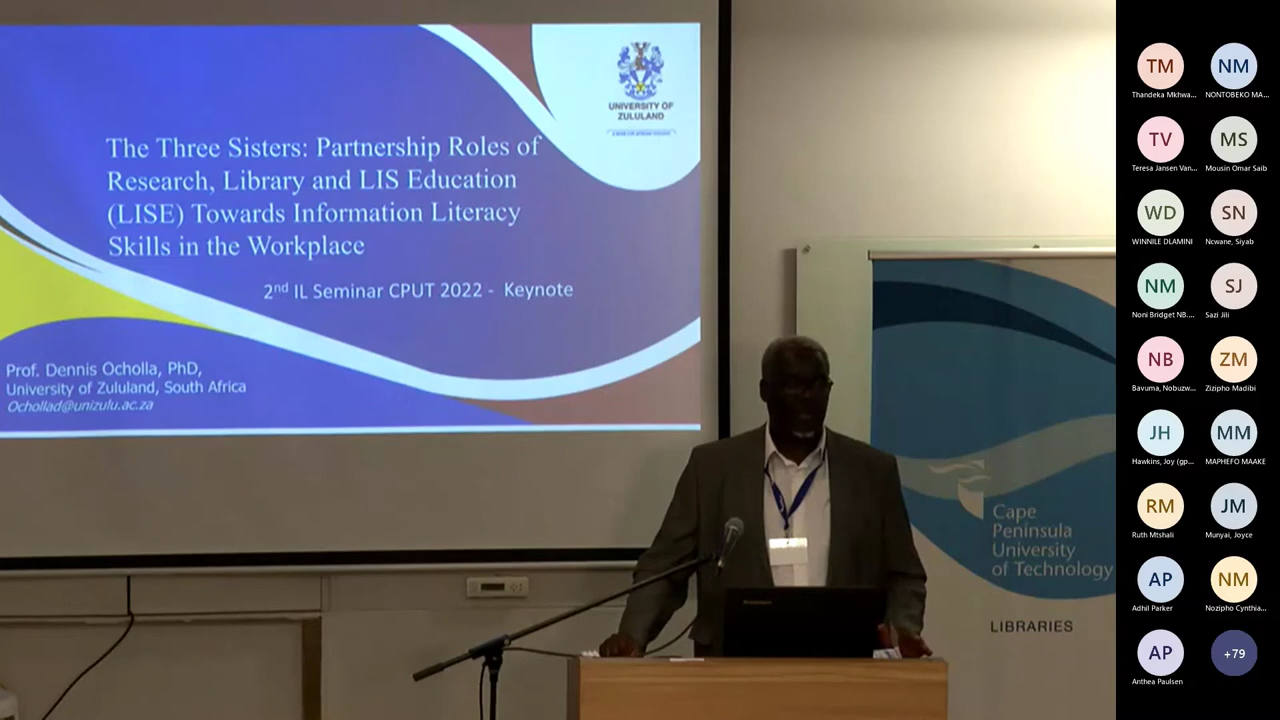 UNIVERSITY OF
ZULULAND
The Three Sisters: Partnership Roles of
Research, Library and LIS Education
(LISE) Towards Information Literacy
Skills in the Workplace
2nd IL Seminar CPUT 2022 - Keynote
Prof. Dennis Ocholla, PhD,
University of Zululand, South Africa
Ochollad@unizulu.ac.za
Cape
Peninsula
University
of Technology
LIBRARIES
TM
Thandeka Mkhwa...
NM
NONTOBEKO MA...
TV
Teresa Jansen Van...
MS
Mousin Omar Saib
WD
WINNILE DLAMINI
SN
Ncwane, Siyab
NM
Noni Bridget NB....
SJ
Sazi Jili
NB
Bavuma, Nobuzw...
ZM
Zizipho Madibi
JH
Hawkins, Joy (gp...
MM
MAPHEFO MAAKE
RM
Ruth Mtshali
JM
Munyai, Joyce
AP
Adhil Parker
NM
Nozipho Cynthia...
AP
Anthea Paulsen
+79